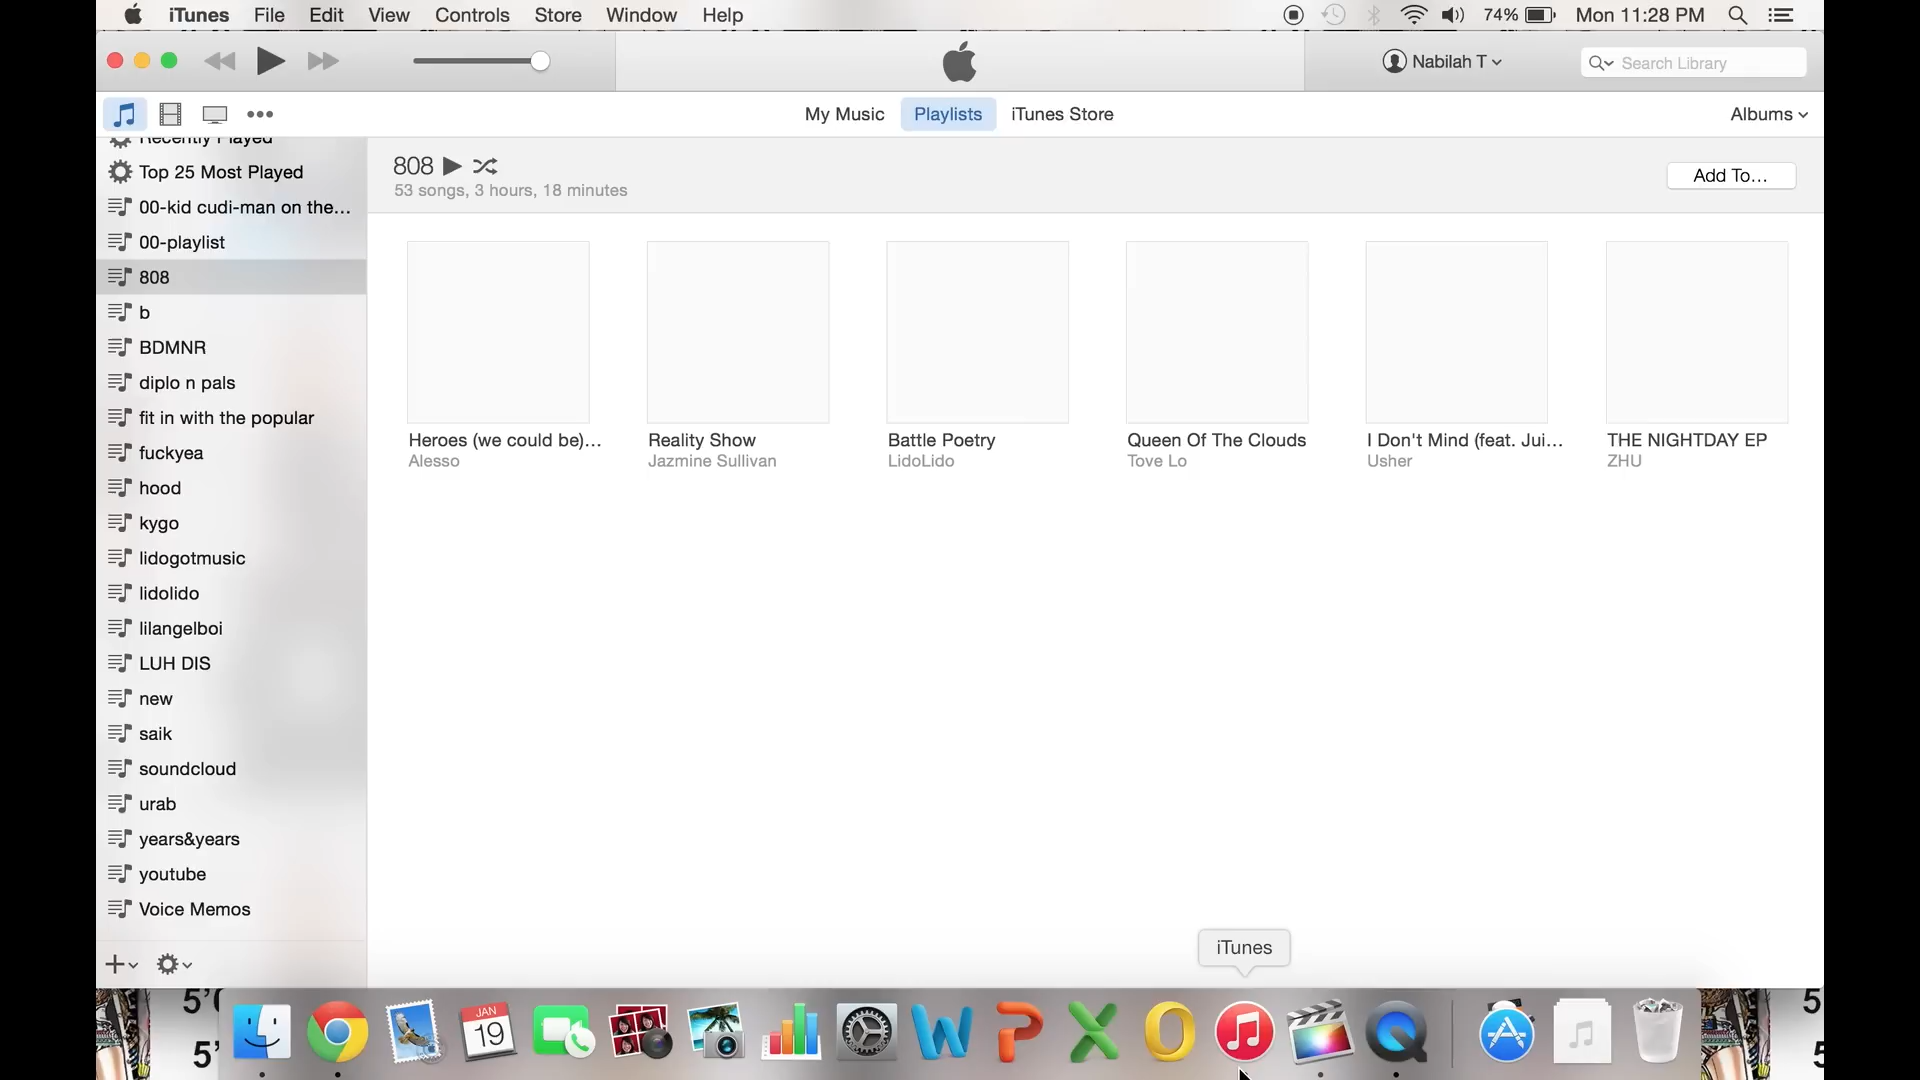 iTunes File Edit View Controls Store Window Help 74% Mon 11:28 PM
Nabilah T Search Library
My Music Playlists iTunes Store Albums
Recently Played
Top 25 Most Played
00-kid cudi-man on the...
00-playlist
808
b
BDMNR
diplo n pals
fit in with the popular
fuckyea
hood
kygo
lidogotmusic
lidolido
lilangelboi
LUH DIS
new
saik
soundcloud
urab
years&years
youtube
Voice Memos
808
53 songs, 3 hours, 18 minutes
Add To...
Heroes (we could be)...
Alesso
Reality Show
Jazmine Sullivan
Battle Poetry
LidoLido
Queen Of The Clouds
Tove Lo
I Don't Mind (feat. Jui...
Usher
THE NIGHTDAY EP
ZHU
iTunes
JAN
19
5'